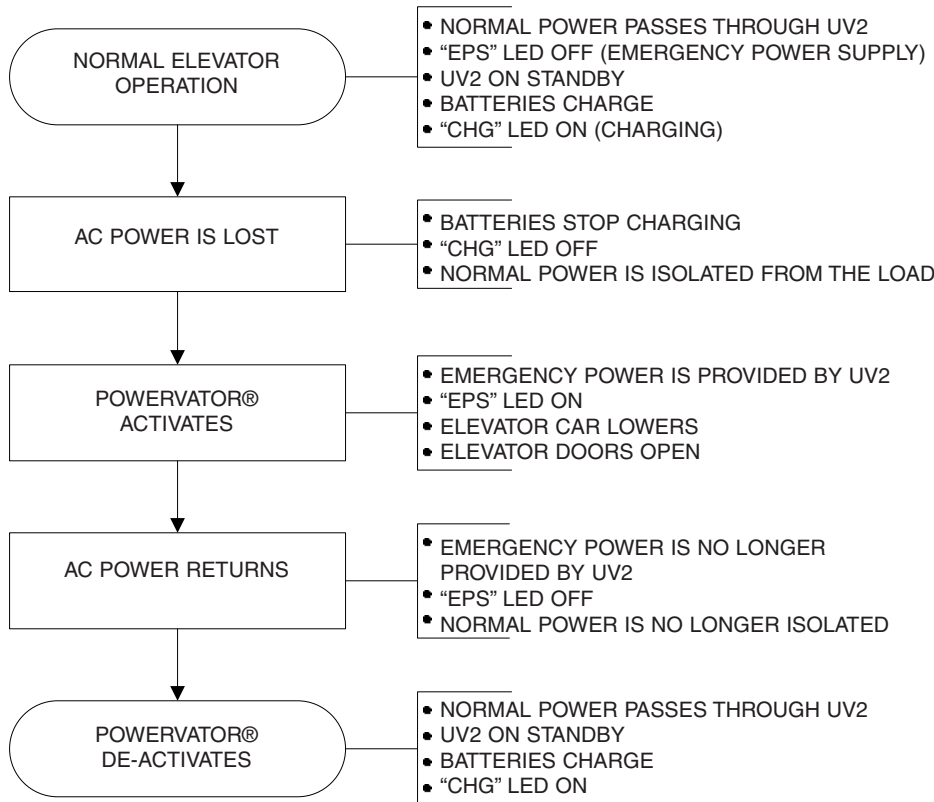 NORMAL ELEVATOR
OPERATION
• NORMAL POWER PASSES THROUGH UV2
• “EPS” LED OFF (EMERGENCY POWER SUPPLY)
• UV2 ON STANDBY
• BATTERIES CHARGE
• “CHG” LED ON (CHARGING)
AC POWER IS LOST
• BATTERIES STOP CHARGING
• “CHG” LED OFF
• NORMAL POWER IS ISOLATED FROM THE LOAD
POWERVATOR®
ACTIVATES
• EMERGENCY POWER IS PROVIDED BY UV2
• “EPS” LED ON
• ELEVATOR CAR LOWERS
• ELEVATOR DOORS OPEN
AC POWER RETURNS
• EMERGENCY POWER IS NO LONGER
PROVIDED BY UV2
• “EPS” LED OFF
• NORMAL POWER IS NO LONGER ISOLATED
POWERVATOR®
DE-ACTIVATES
• NORMAL POWER PASSES THROUGH UV2
• UV2 ON STANDBY
• BATTERIES CHARGE
• “CHG” LED ON